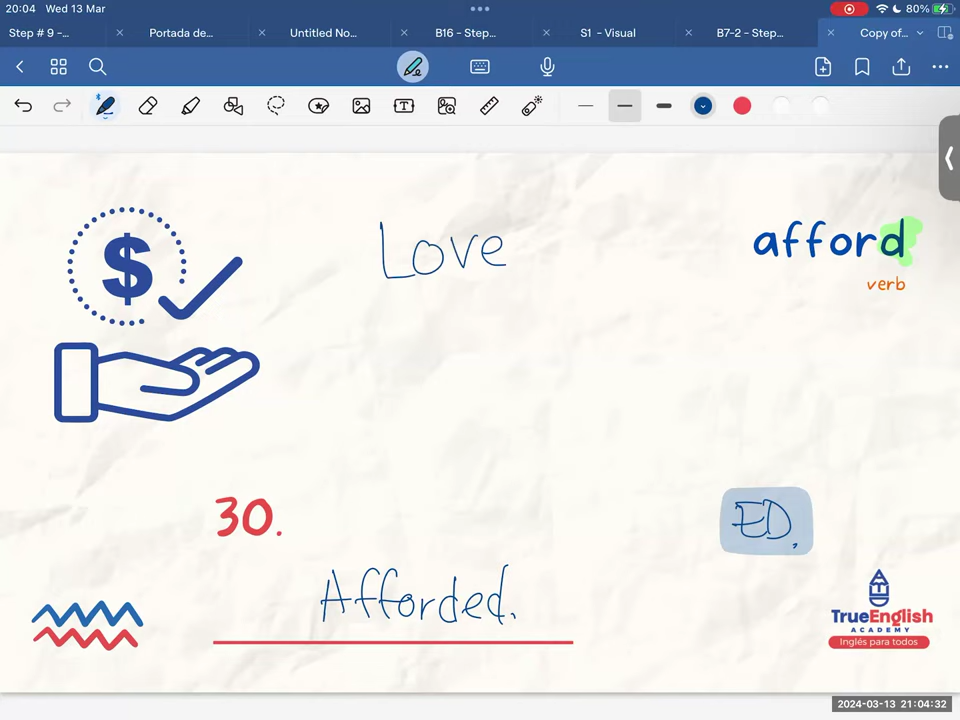 20:04 Wed 13 Mar
80%
Step # 9 -...
Portada de...
Untitled No...
B16 - Step...
S1 - Visual
B7-2 - Step...
Copy of...
T
$
Love
afford
verb
30.
ED.
Afforded.
TrueEnglish
ACADEMY
Inglés para todos
2024-03-13 21:04:32